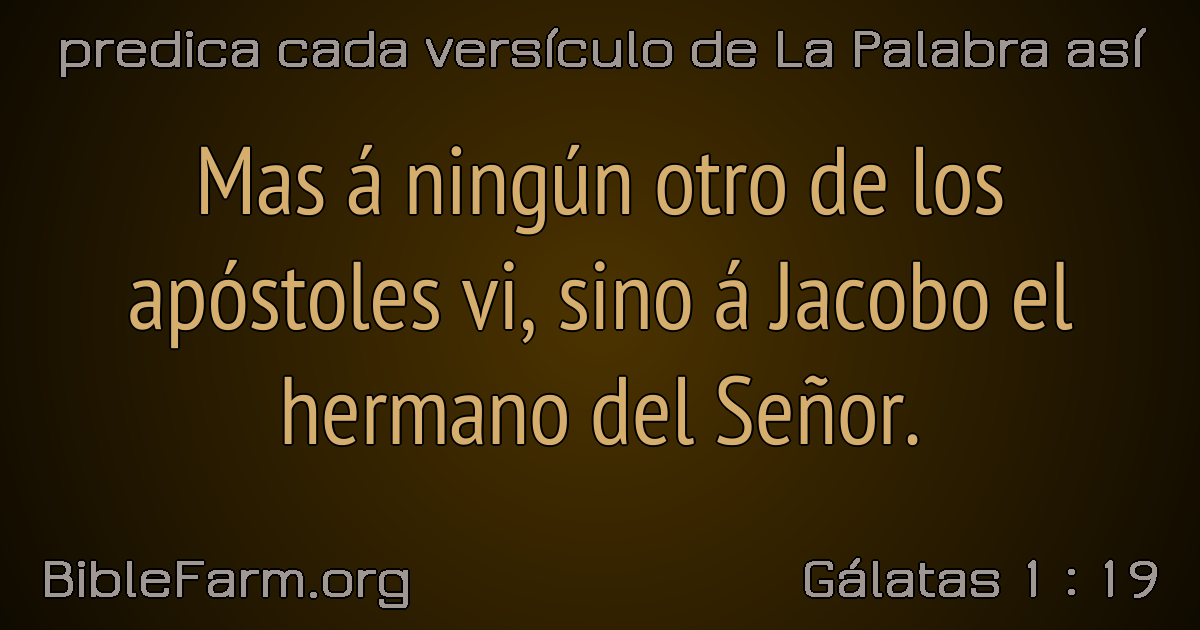 predica cada versículo de La Palabra así
Mas á ningún otro de los
apóstoles vi, sino á Jacobo el
hermano del Señor.
BibleFarm.org
Gálatas 1 : 19